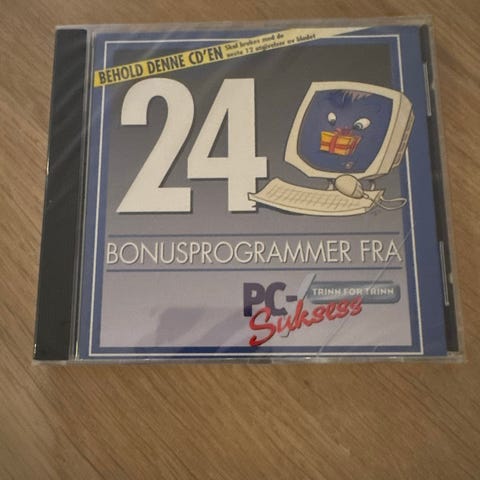 BEHOLD DENNE CD'EN
Skal brukes med de
neste 12 utgivelser av bladet
24
BONUSPROGRAMMER FRA
PC-
TRINN FOR TRINN
Suksess